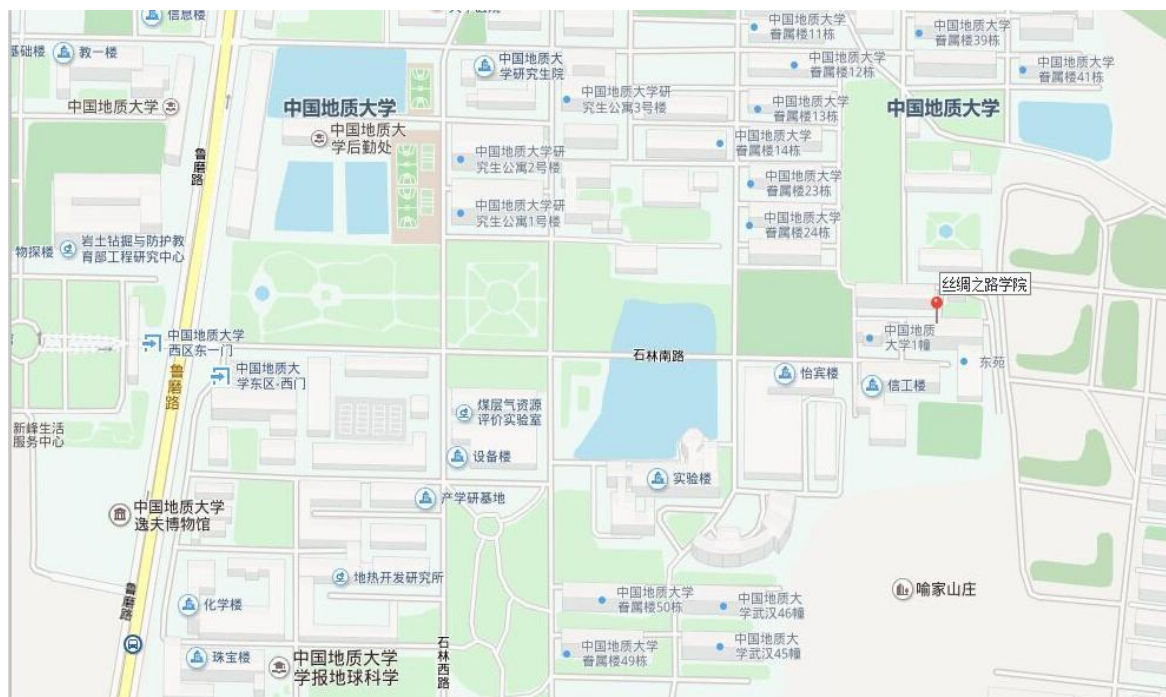 信息楼
基础楼
教一楼
中国地质大学
鲁磨路
中国地质大学
中国地质大
学后勤处
中国地质大
学研究生院
中国地质大学研
究生公寓3号楼
中国地质大学研
究生公寓2号楼
中国地质大学研
究生公寓1号楼
中国地质大学
眷属楼11栋
中国地质大学
眷属楼12栋
中国地质大学
眷属楼13栋
中国地质大学
眷属楼14栋
中国地质大学
眷属楼23栋
中国地质大学
眷属楼24栋
中国地质大学
眷属楼39栋
中国地质大学
眷属楼41栋
中国地质大学
物探楼
岩土钻掘与防护教
育部工程研究中心
丝绸之路学院
中国地质大学
西区东一门
鲁磨路
中国地质大
学东区-西门
石林南路
中国地质
大学1幢
东苑
怡宾楼
信工楼
煤层气资源
评价实验室
设备楼
新峰生活
服务中心
实验楼
产学研基地
中国地质大学
逸夫博物馆
鲁磨路
地热开发研究所
化学楼
珠宝楼
中国地质大学
学报地球科学
石林西路
中国地质大学
眷属楼50栋
中国地质大
学武汉46幢
中国地质大学
眷属楼49栋
中国地质大
学武汉45幢
喻家山庄